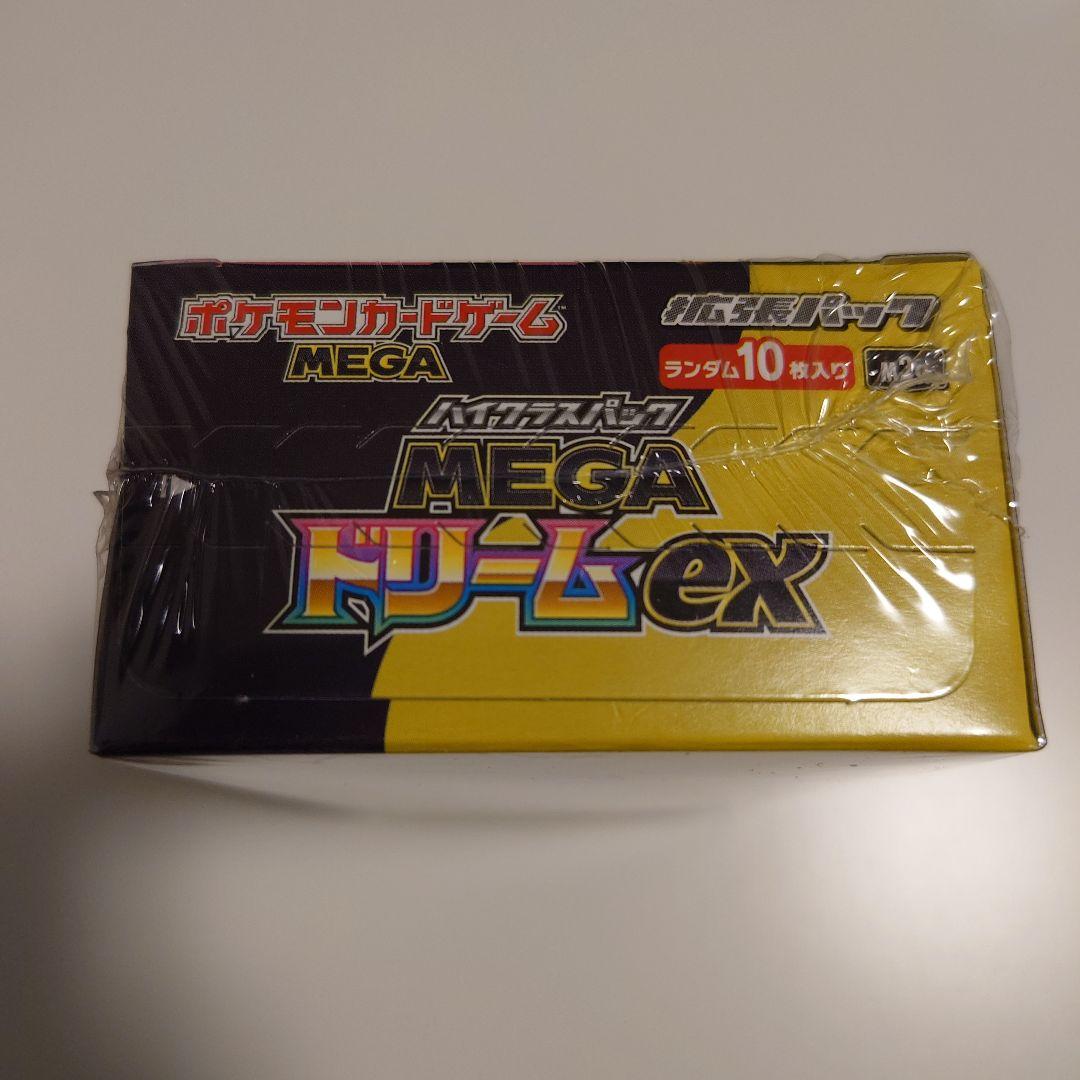 ポケモンカードゲーム™
MEGA
拡張パック
ランダム10枚入り
ハイクラスパック
MEGA
ドリームex